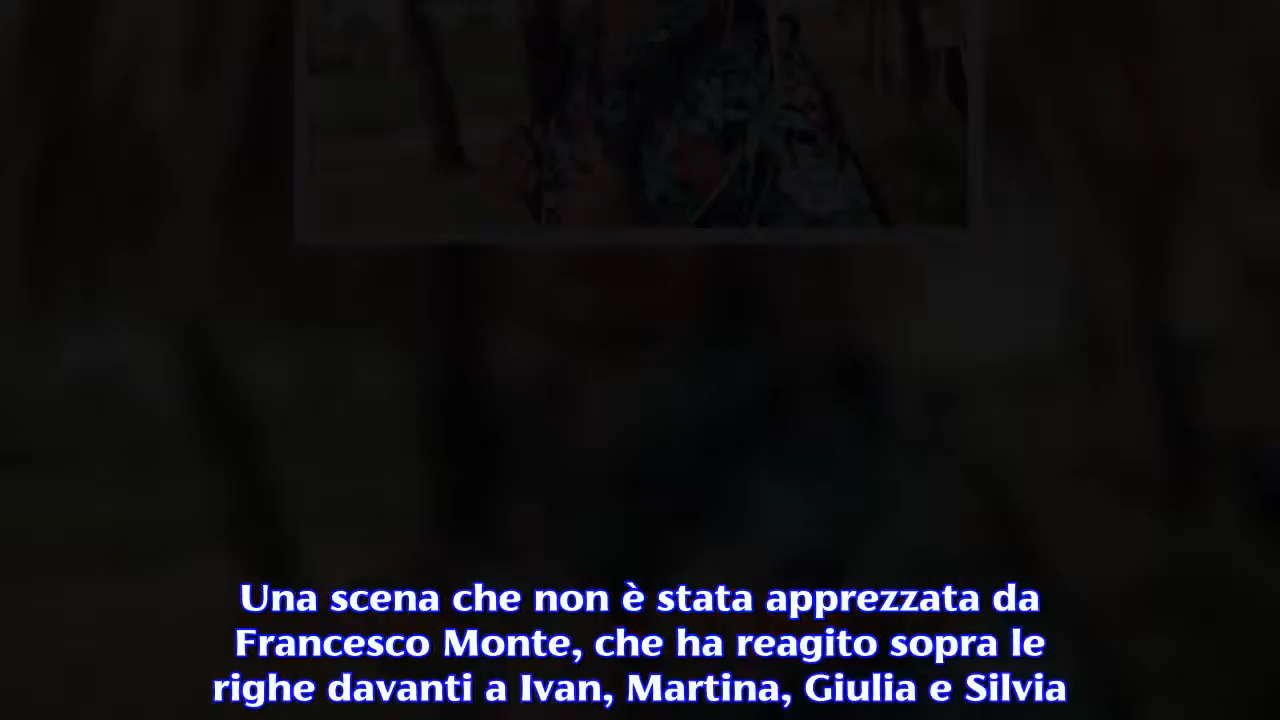 Una scena che non è stata apprezzata da
Francesco Monte, che ha reagito sopra le
righe davanti a Ivan, Martina, Giulia e Silvia